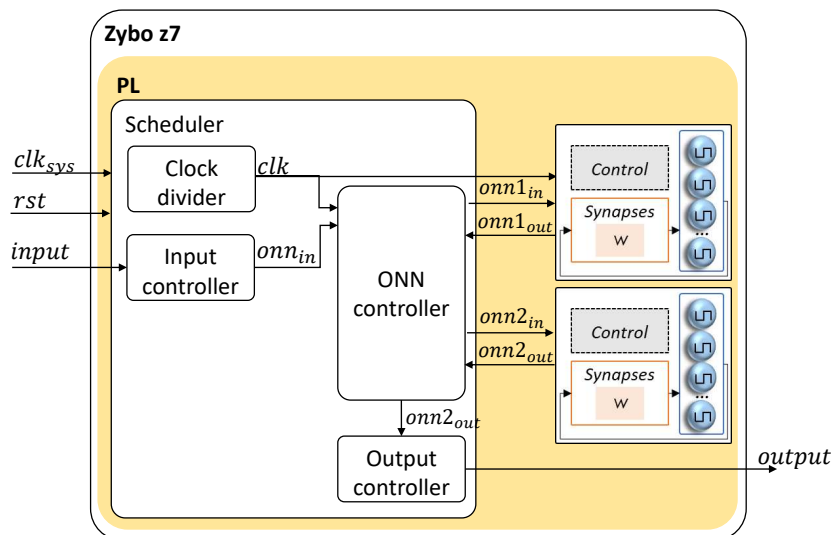 Zybo z7
PL
Scheduler
clk_sys
rst
input
Clock
divider
clk
Input
controller
onn_in
ONN
controller
onn1_in
onn1_out
onn2_in
onn2_out
onn2_out
Output
controller
output
Control
Synapses
W
...
Control
Synapses
W
...